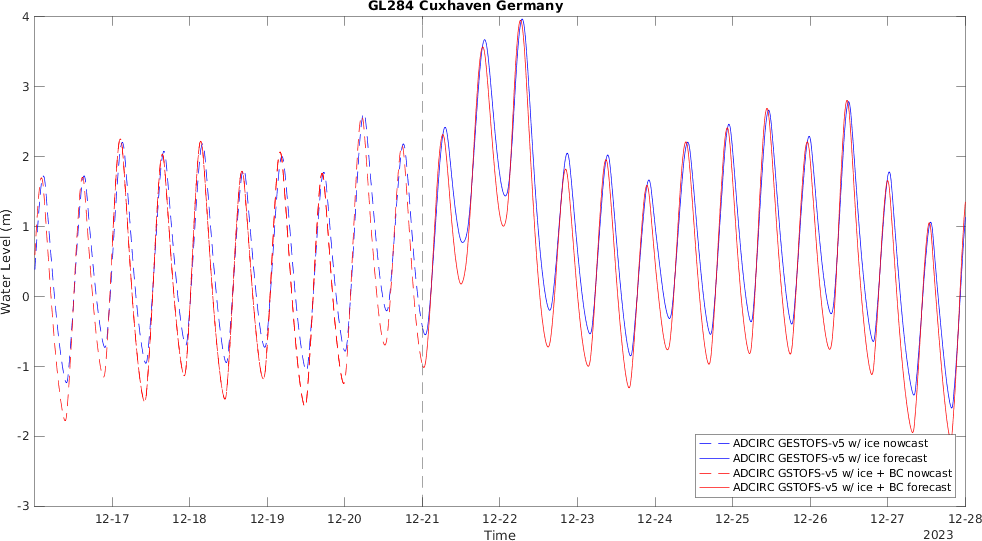 GL284 Cuxhaven Germany
4
3
2
1
0
-1
-2
-3
Water Level (m)
ADCIRC GESTOFS-v5 w/ ice nowcast
ADCIRC GESTOFS-v5 w/ ice forecast
ADCIRC GSTOFS-v5 w/ ice + BC nowcast
ADCIRC GSTOFS-v5 w/ ice + BC forecast
12-17 12-18 12-19 12-20 12-21 12-22 12-23 12-24 12-25 12-26 12-27 12-28
Time
2023